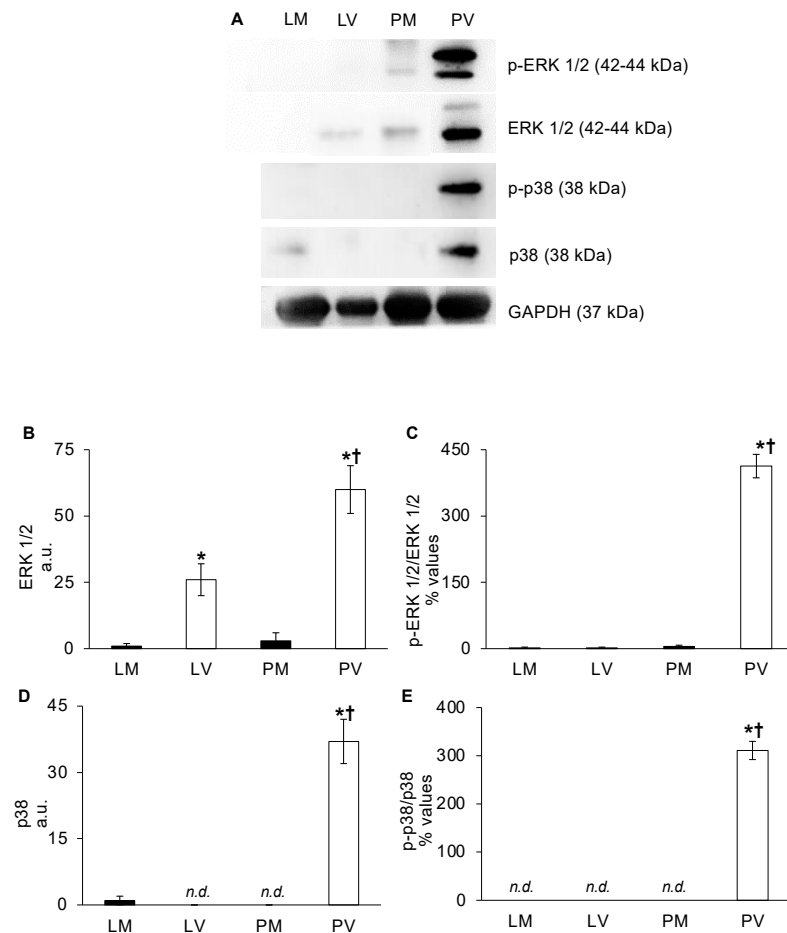 A LM LV PM PV
p-ERK 1/2 (42-44 kDa)
ERK 1/2 (42-44 kDa)
p-p38 (38 kDa)
p38 (38 kDa)
GAPDH (37 kDa)
B
75
50
25
0
ERK 1/2
a.u.
*
*†
LM LV PM PV
C
450
300
150
0
p-ERK 1/2/ERK 1/2
% values
*†
LM LV PM PV
D
45
30
15
0
p38
a.u.
n.d. n.d.
*†
LM LV PM PV
E
400
300
200
100
0
p-p38/p38
% values
n.d. n.d. n.d.
*†
LM LV PM PV